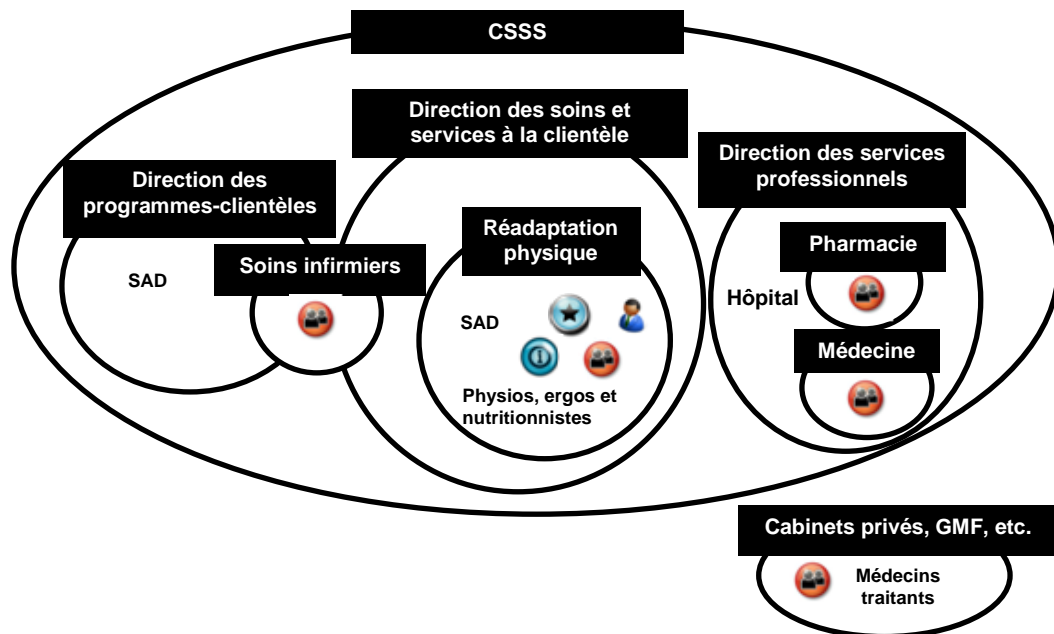 CSSS
Direction des soins et
services à la clientèle
Direction des services
professionnels
Direction des
programmes-clientèles
Réadaptation
physique
Pharmacie
Soins infirmiers
SAD
Hôpital
SAD
Médecine
Physios, ergos et
nutritionnistes
Cabinets privés, GMF, etc.
Médecins
traitants